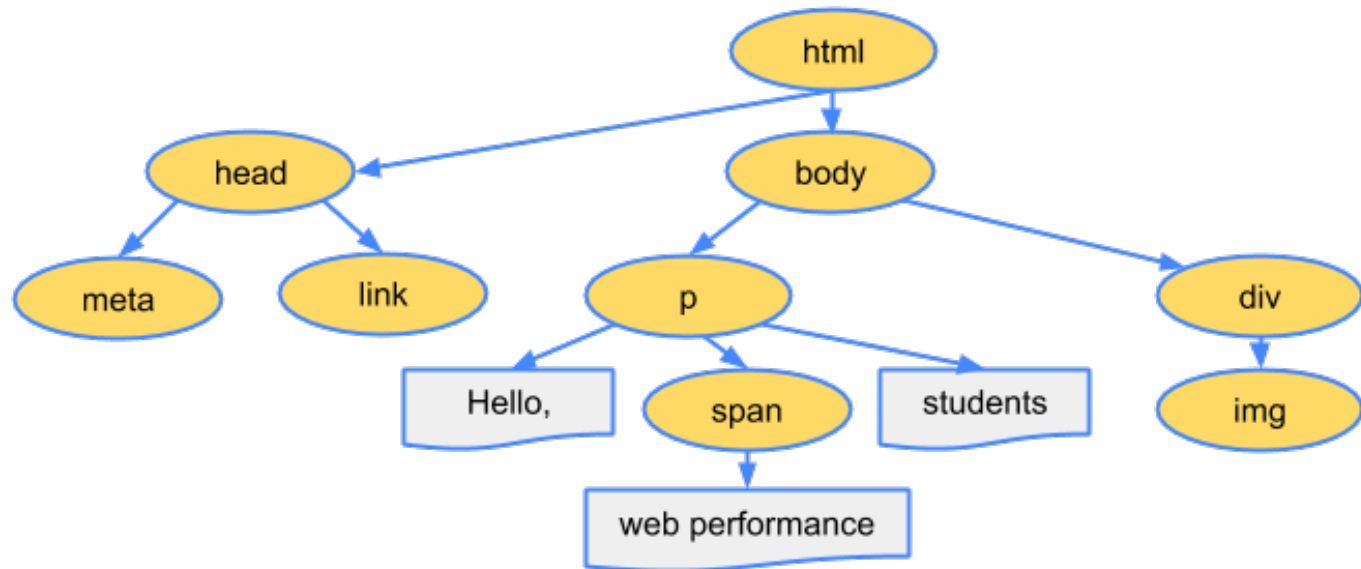 html
head
body
meta
link
p
div
Hello,
span
students
img
web performance